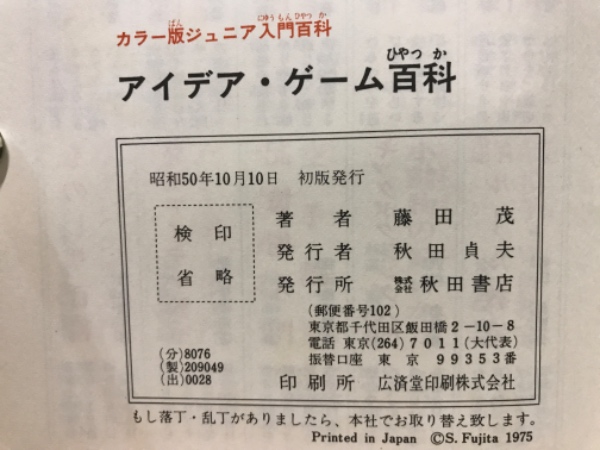 カラー版ジュニア入門百科
アイデア・ゲーム百科
昭和50年10月10日 初版発行
検印
省略
著者 藤田茂
発行者 秋田貞夫
発行所 株式会社 秋田書店
(郵便番号102)
東京都千代田区飯田橋2-10-8
電話 東京(264)7011(大代表)
振替口座 東京 99353番
(分)8076
(製)209049
(出)0028
印刷所 広済堂印刷株式会社
もし落丁・乱丁がありましたら、本社でお取り替え致します。
Printed in Japan ©S. Fujita 1975